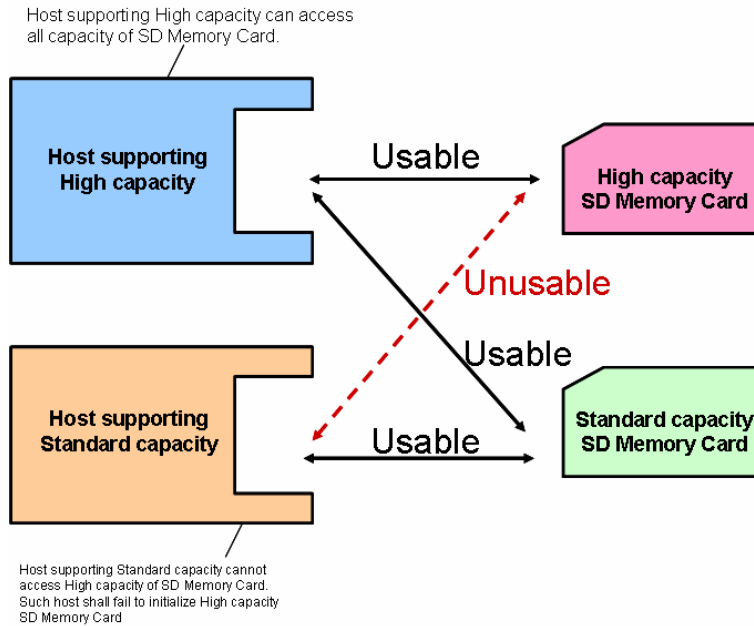 Host supporting High capacity can access
all capacity of SD Memory Card.
Host supporting
High capacity
Usable
High capacity
SD Memory Card
Unusable
Usable
Host supporting
Standard capacity
Usable
Standard capacity
SD Memory Card
Host supporting Standard capacity cannot
access High capacity of SD Memory Card.
Such host shall fail to initialize High capacity
SD Memory Card